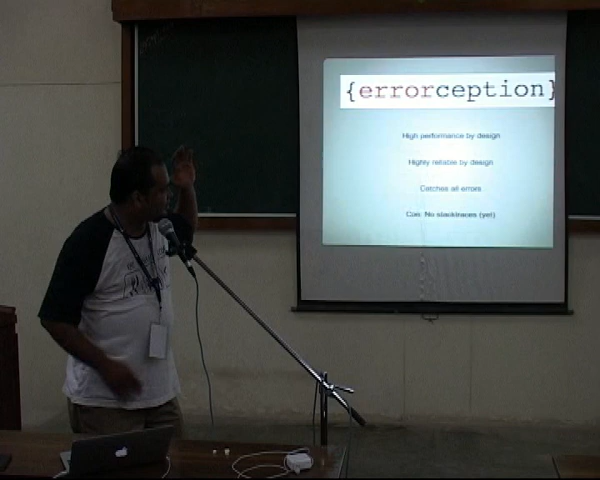 {errorception}
High performance by design
Highly reliable by design
Catches all errors
Con: No stacktraces (yet)